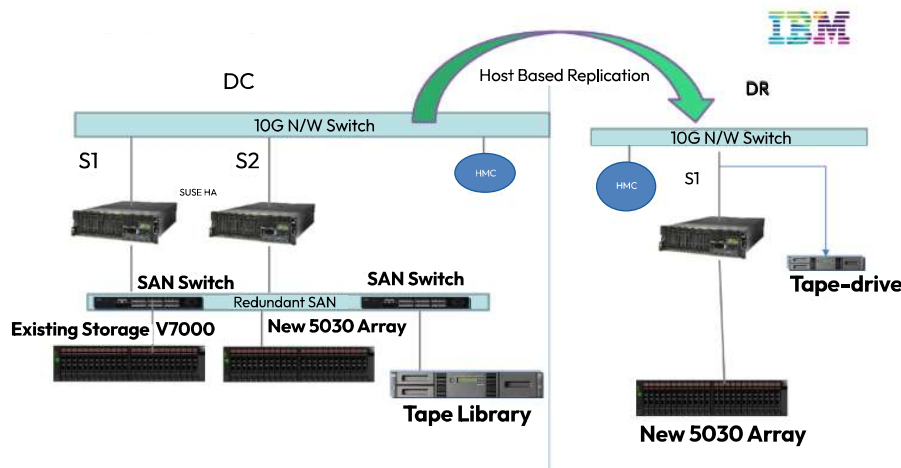 IBM
DC
Host Based Replication
DR
10G N/W Switch
10G N/W Switch
S1
S2
HMC
HMC
S1
SUSE HA
SAN Switch
SAN Switch
Tape-drive
Redundant SAN
Existing Storage V7000
New 5030 Array
Tape Library
New 5030 Array